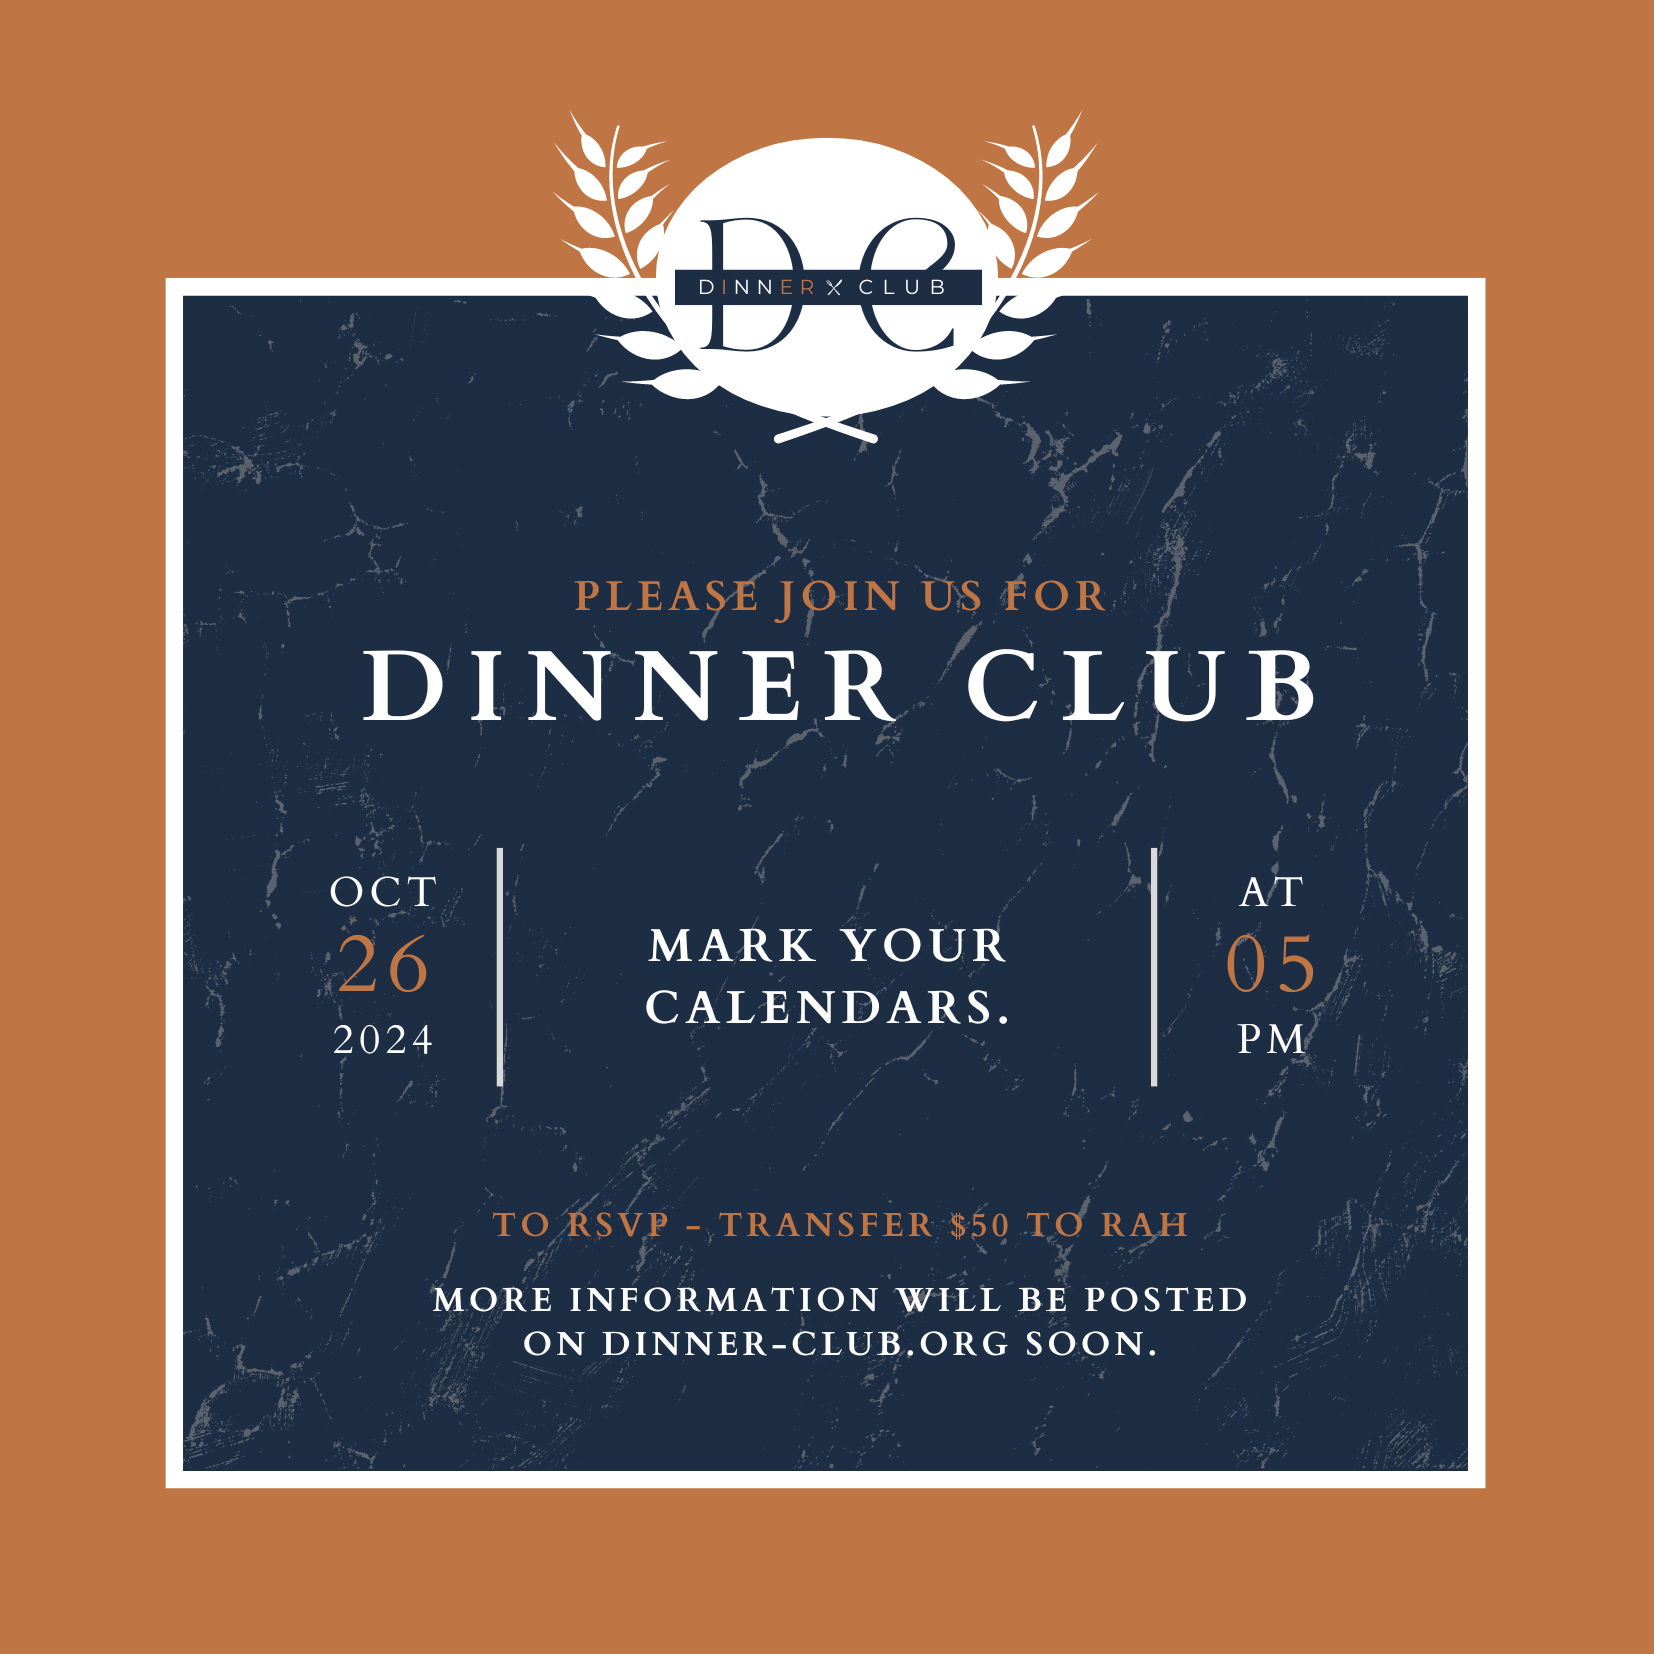 DC
DINNER CLUB
PLEASE JOIN US FOR
DINNER CLUB
OCT
26
2024
MARK YOUR
CALENDARS.
AT
05
PM
TO RSVP - TRANSFER $50 TO RAH
MORE INFORMATION WILL BE POSTED
ON DINNER-CLUB.ORG SOON.